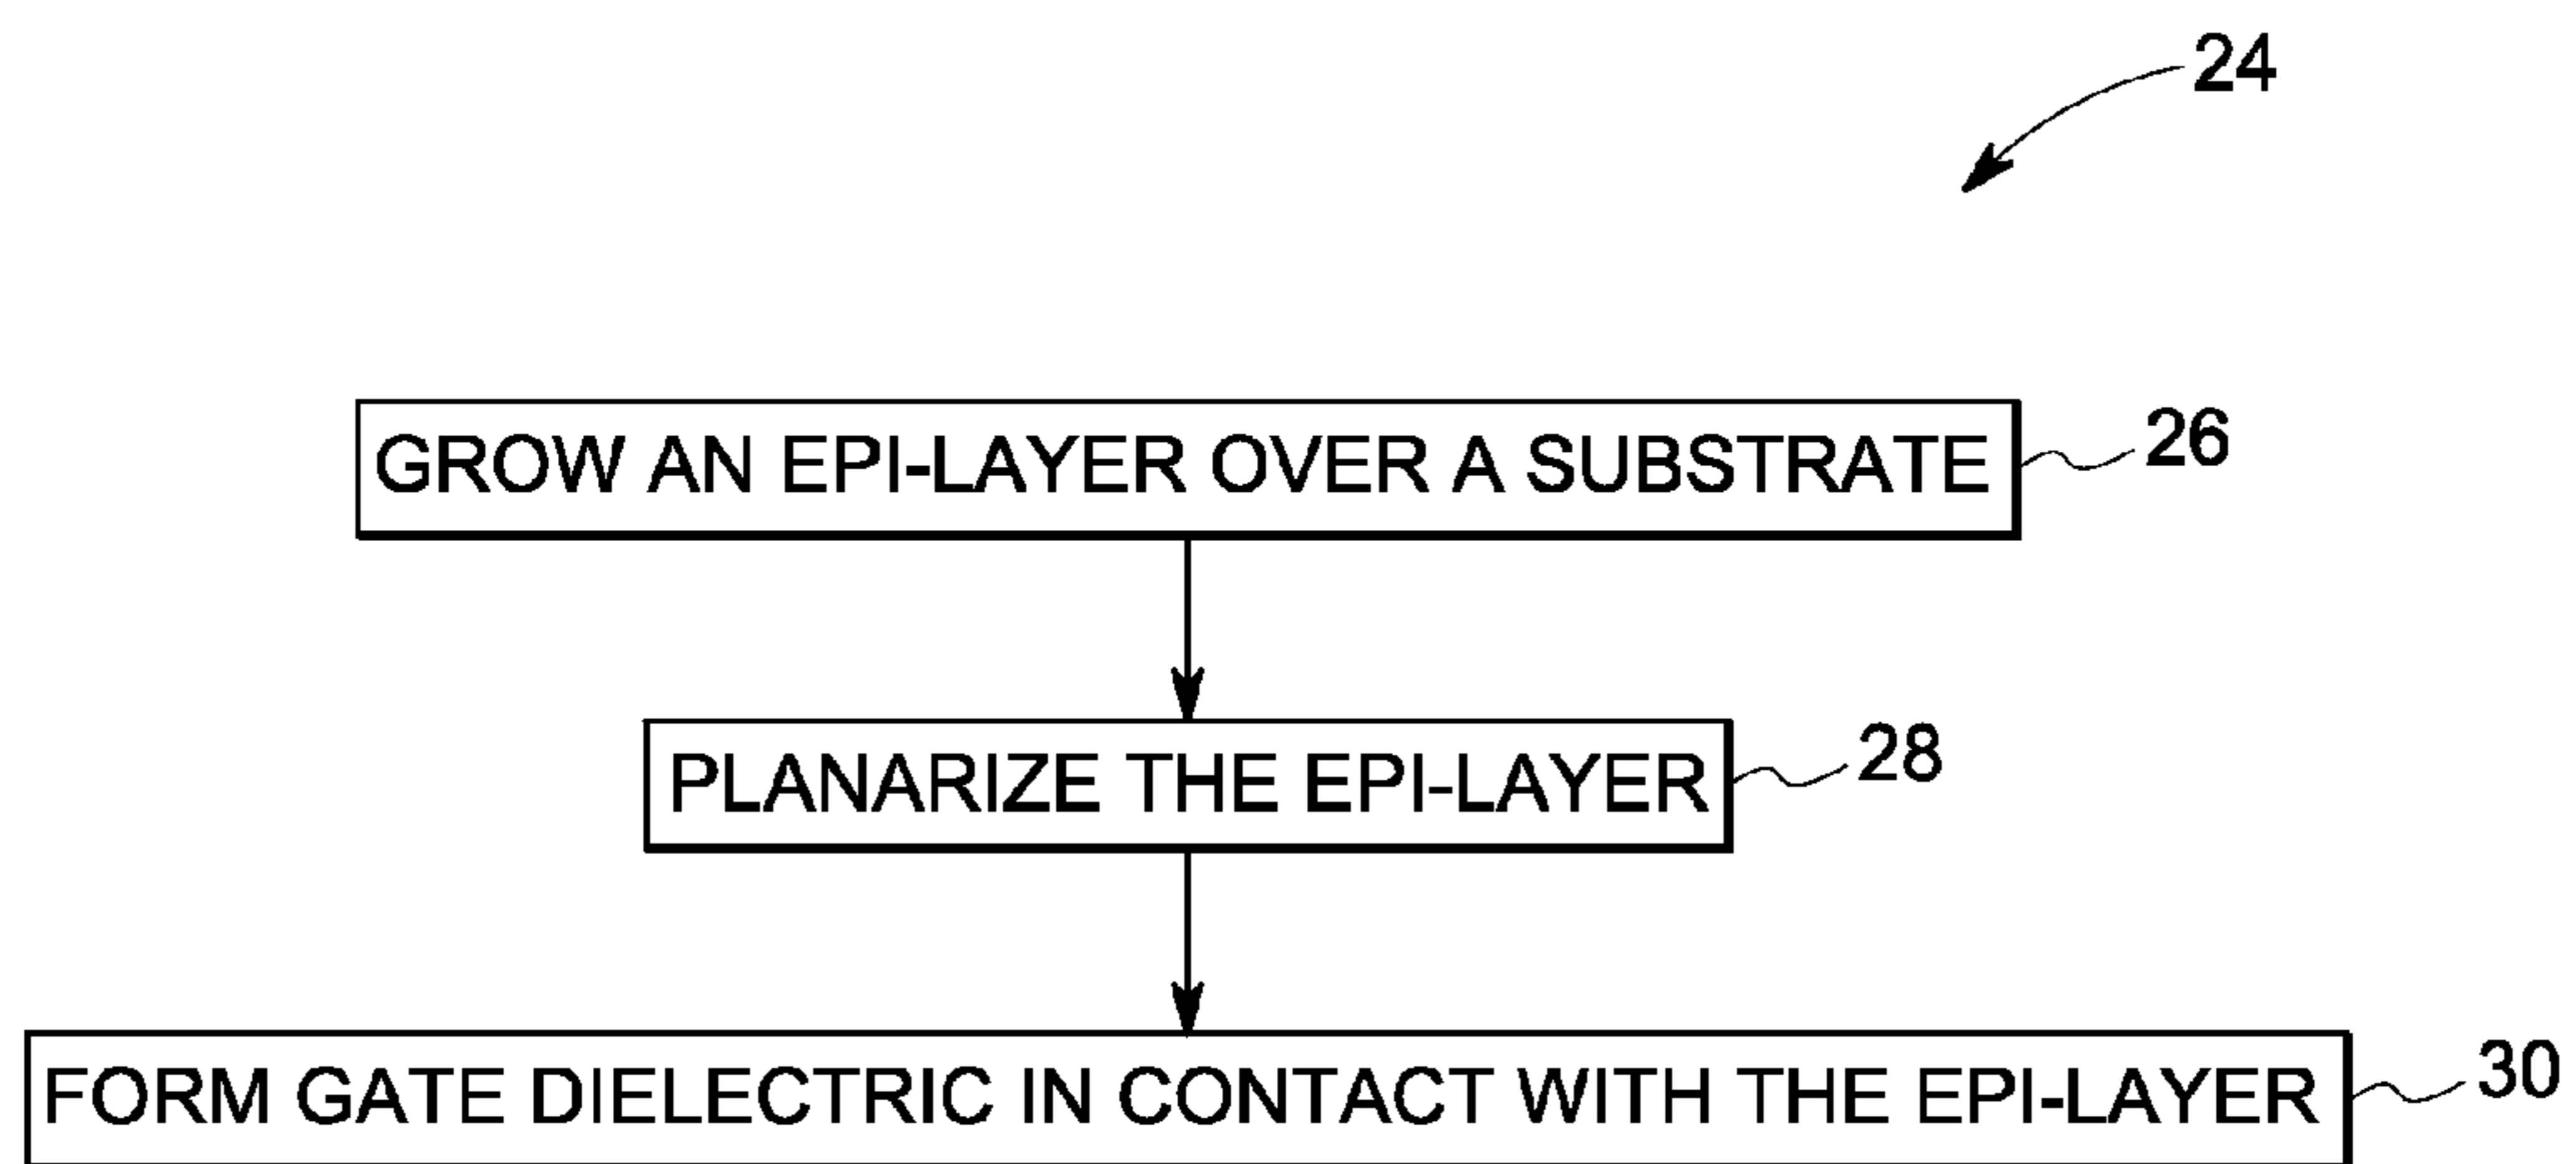 24
GROW AN EPI-LAYER OVER A SUBSTRATE
26
PLANARIZE THE EPI-LAYER
28
FORM GATE DIELECTRIC IN CONTACT WITH THE EPI-LAYER
30